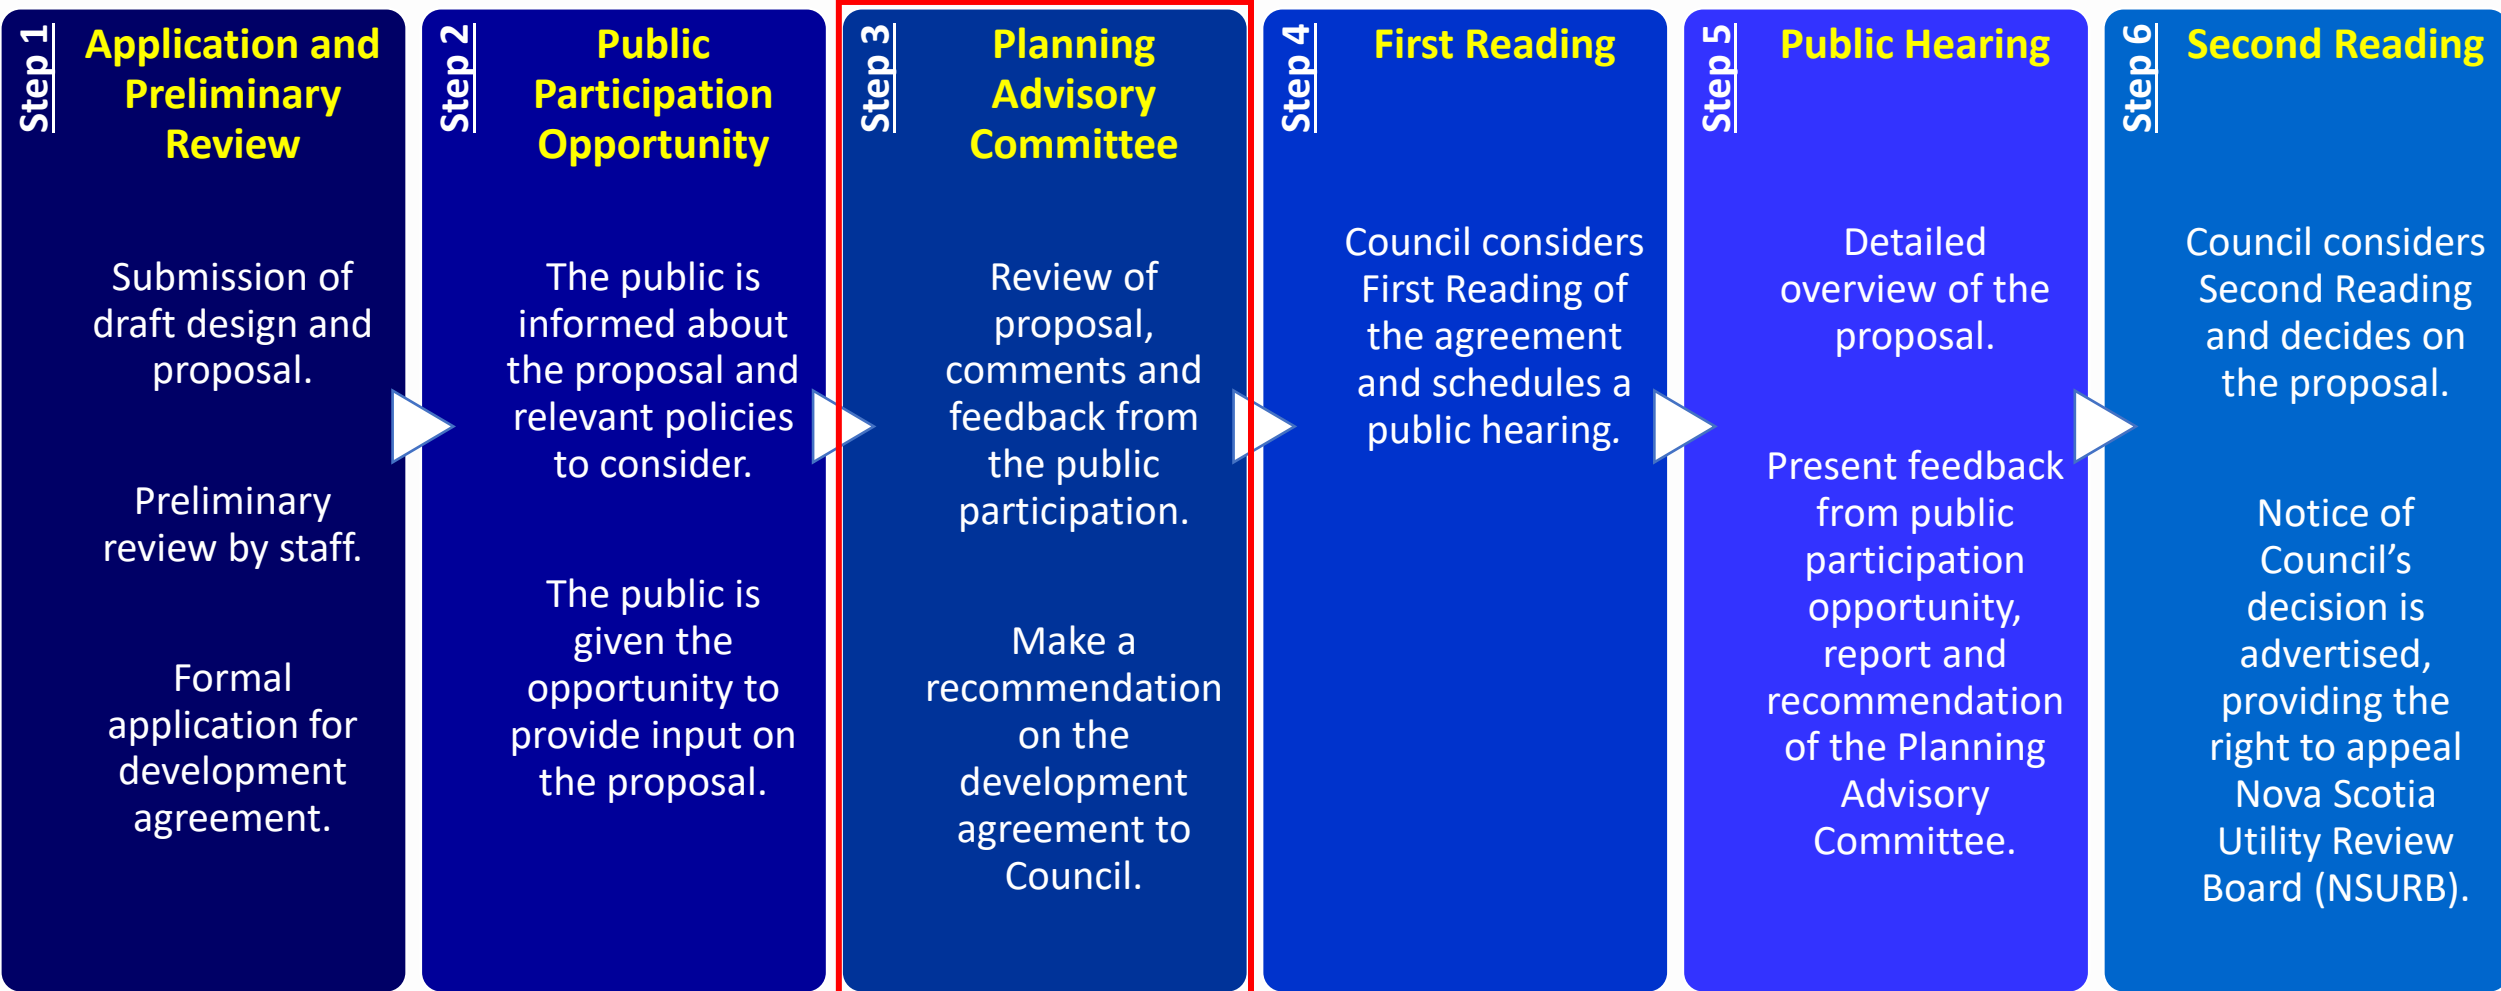 Step 1
Application and
Preliminary
Review
Submission of
draft design and
proposal.
Preliminary
review by staff.
Formal
application for
development
agreement.
Step 2
Public
Participation
Opportunity
The public is
informed about
the proposal and
relevant policies
to consider.
The public is
given the
opportunity to
provide input on
the proposal.
Step 3
Planning
Advisory
Committee
Review of
proposal,
comments and
feedback from
the public
participation.
Make a
recommendation
on the
development
agreement to
Council.
Step 4
First Reading
Council considers
First Reading of
the agreement
and schedules a
public hearing.
Step 5
Public Hearing
Detailed
overview of the
proposal.
Present feedback
from public
participation
opportunity,
report and
recommendation
of the Planning
Advisory
Committee.
Step 6
Second Reading
Council considers
Second Reading
and decides on
the proposal.
Notice of
Council’s
decision is
advertised,
providing the
right to appeal
Nova Scotia
Utility Review
Board (NSURB).